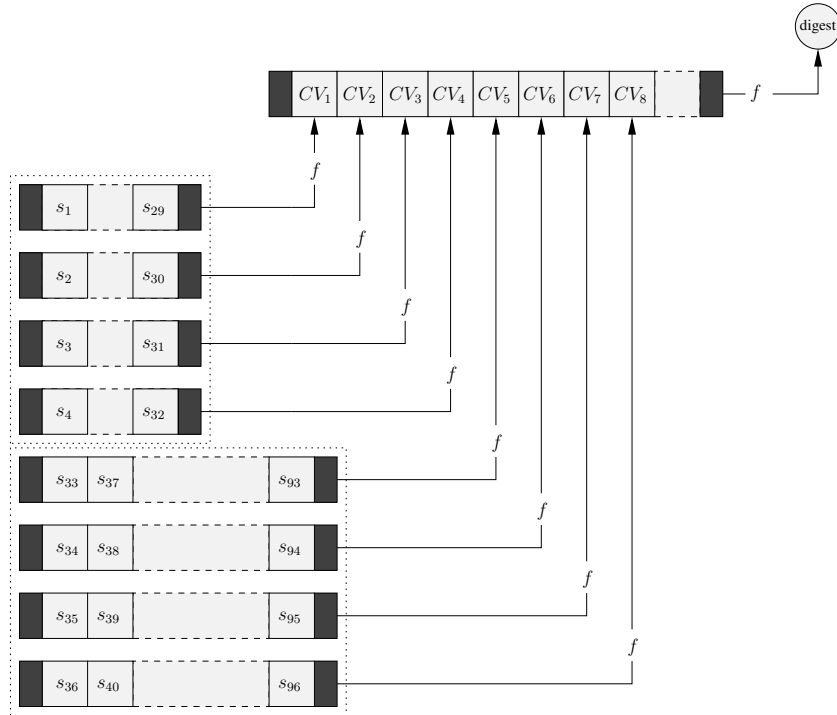 digest
CV₁ CV₂ CV₃ CV₄ CV₅ CV₆ CV₇ CV₈ f
f
s₁ s₂₉
f
s₂ s₃₀
f
s₃ s₃₁
f
s₄ s₃₂
f
s₃₃ s₃₇ s₉₃
f
s₃₄ s₃₈ s₉₄
f
s₃₅ s₃₉ s₉₅
f
s₃₆ s₄₀ s₉₆